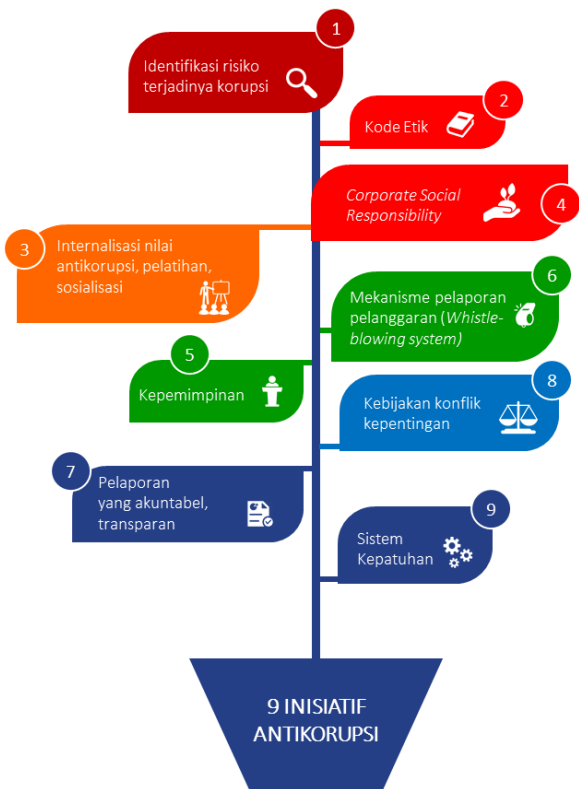 1
Identifikasi risiko
terjadinya korupsi
2
Kode Etik
3
Internalisasi nilai
antikorupsi, pelatihan,
sosialisasi
4
Corporate Social
Responsibility
5
Kepemimpinan
6
Mekanisme pelaporan
pelanggaran (Whistle-
blowing system)
7
Pelaporan
yang akuntabel,
transparan
8
Kebijakan konflik
kepentingan
9
Sistem
Kepatuhan
9 INISIATIF
ANTIKORUPSI